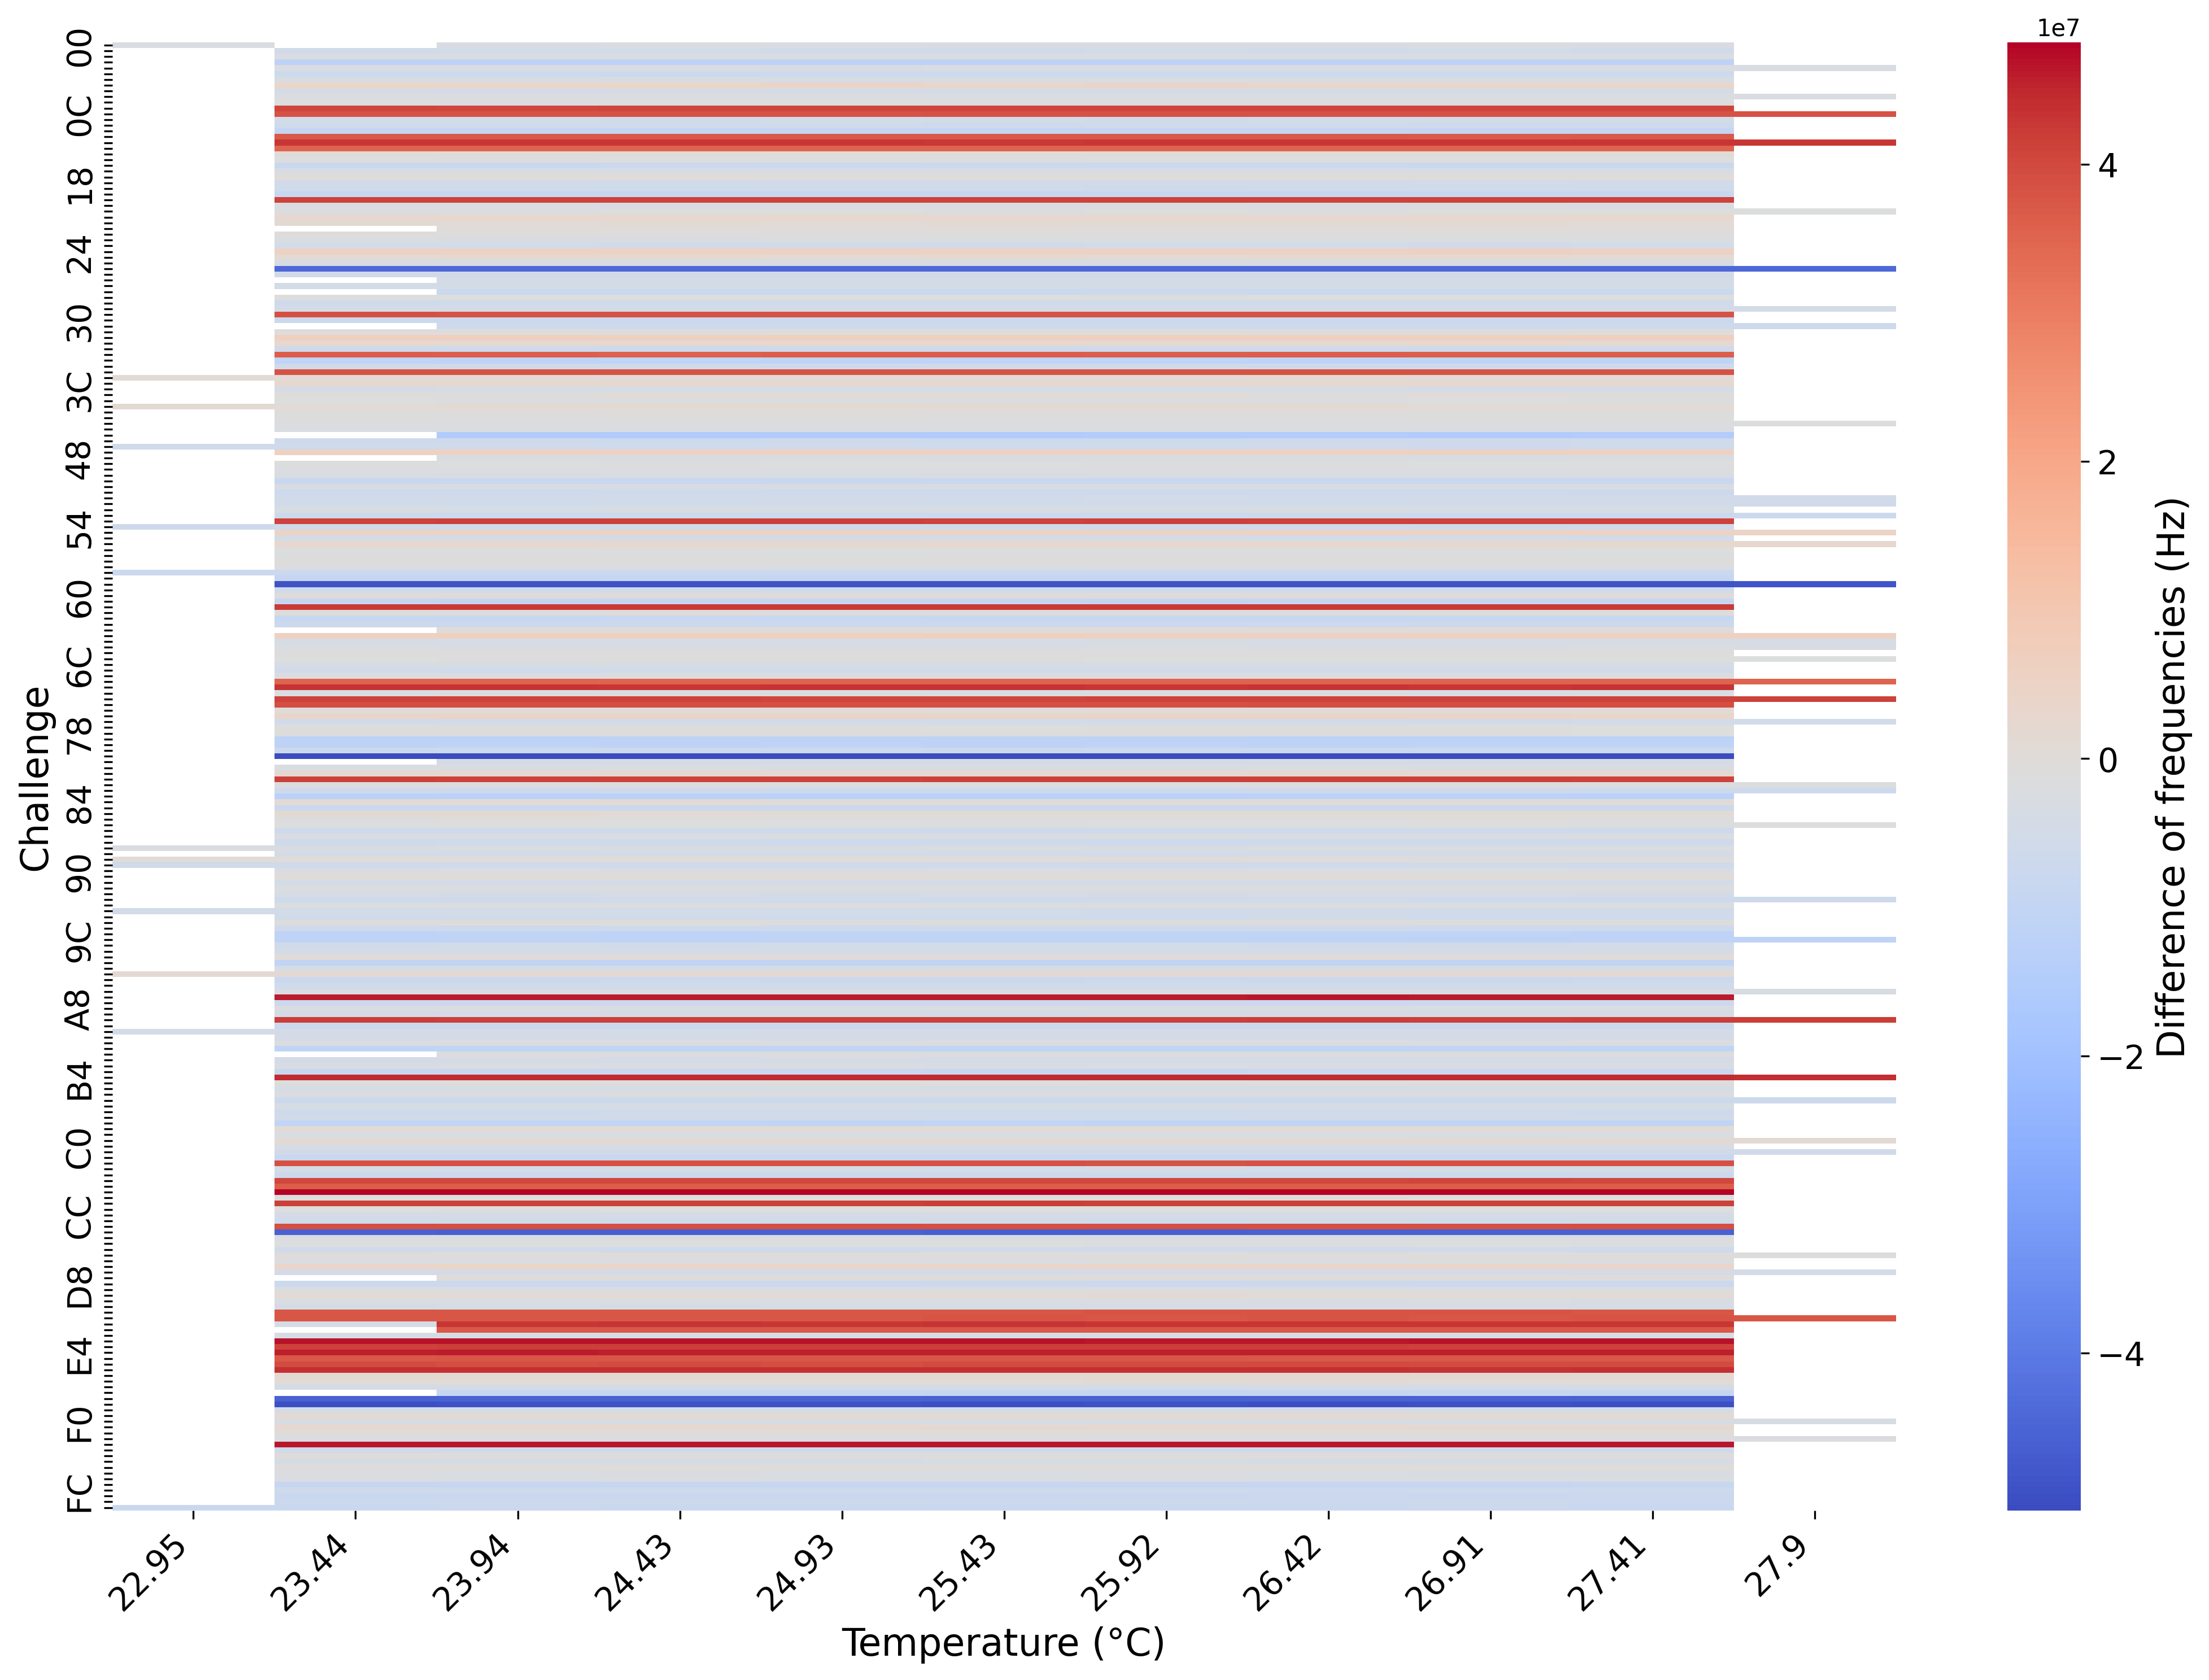 1e7
00
0C
18
24
30
3C
48
54
60
6C
78
84
90
9C
A8
B4
C0
CC
D8
E4
F0
FC
Challenge
22.95
23.44
23.94
24.43
24.93
25.43
25.92
26.42
26.91
27.41
27.9
Temperature (°C)
4
2
0
−2
−4
Difference of frequencies (Hz)